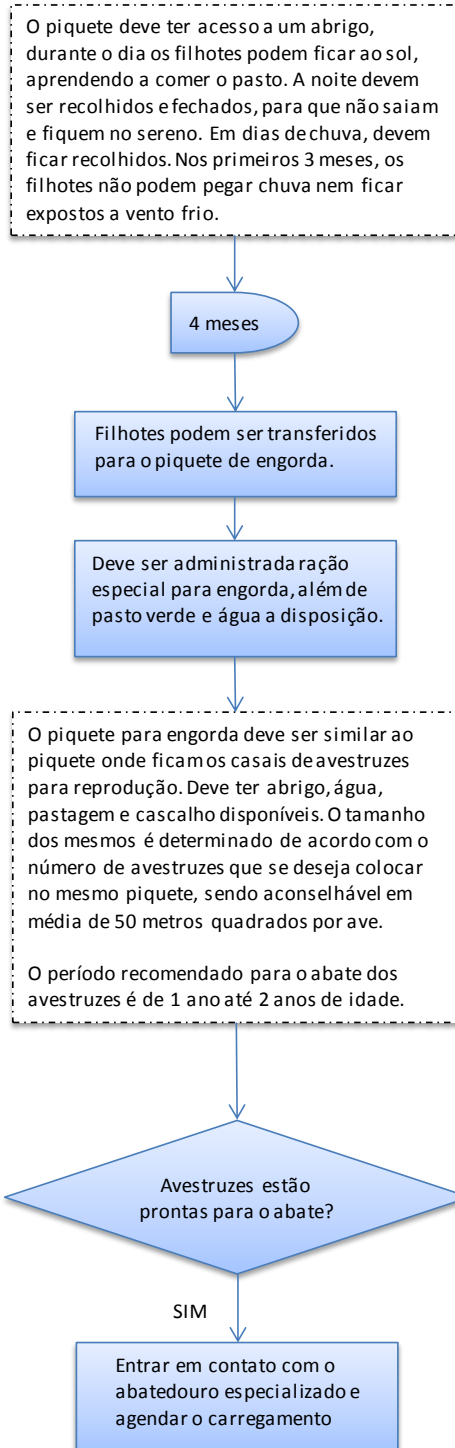 O piquete deve ter acesso a um abrigo,
durante o dia os filhotes podem ficar ao sol,
aprendendo a comer o pasto. A noite devem
ser recolhidos e fechados, para que não saiam
e fiquem no sereno. Em dias de chuva, devem
ficar recolhidos. Nos primeiros 3 meses, os
filhotes não podem pegar chuva nem ficar
expostos a vento frio.
4 meses
Filhotes podem ser transferidos
para o piquete de engorda.
Deve ser administrada ração
especial para engorda, além de
pasto verde e água a disposição.
O piquete para engorda deve ser similar ao
piquete onde ficam os casais de avestruzes
para reprodução. Deve ter abrigo, água,
pastagem e cascalho disponíveis. O tamanho
dos mesmos é determinado de acordo com o
número de avestruzes que se deseja colocar
no mesmo piquete, sendo aconselhável em
média de 50 metros quadrados por ave.
O período recomendado para o abate dos
avestruzes é de 1 ano até 2 anos de idade.
Avestruzes estão
prontas para o abate?
SIM
Entrar em contato com o
abatedouro especializado e
agendar o carregamento